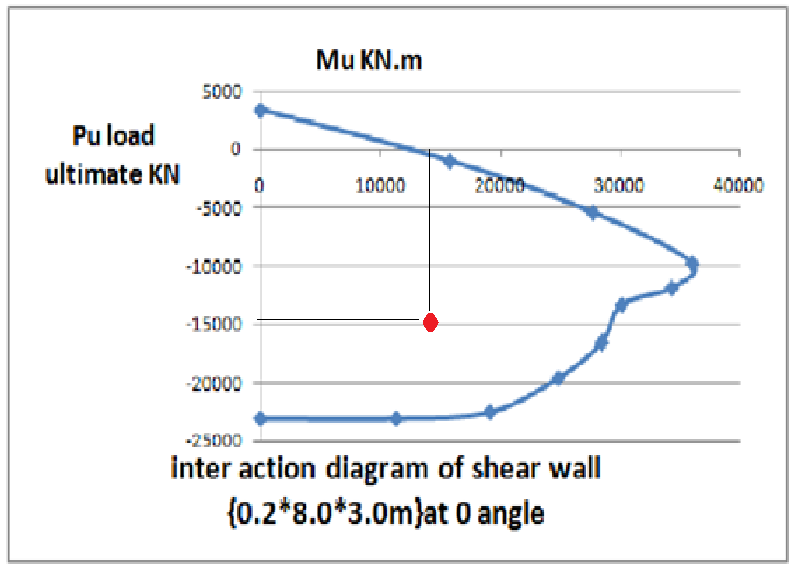 Mu KN.m
Pu load
ultimate KN
5000
0
-5000
-10000
-15000
-20000
-25000
0 10000 20000 30000 40000
inter action diagram of shear wall
{0.2*8.0*3.0m}at 0 angle